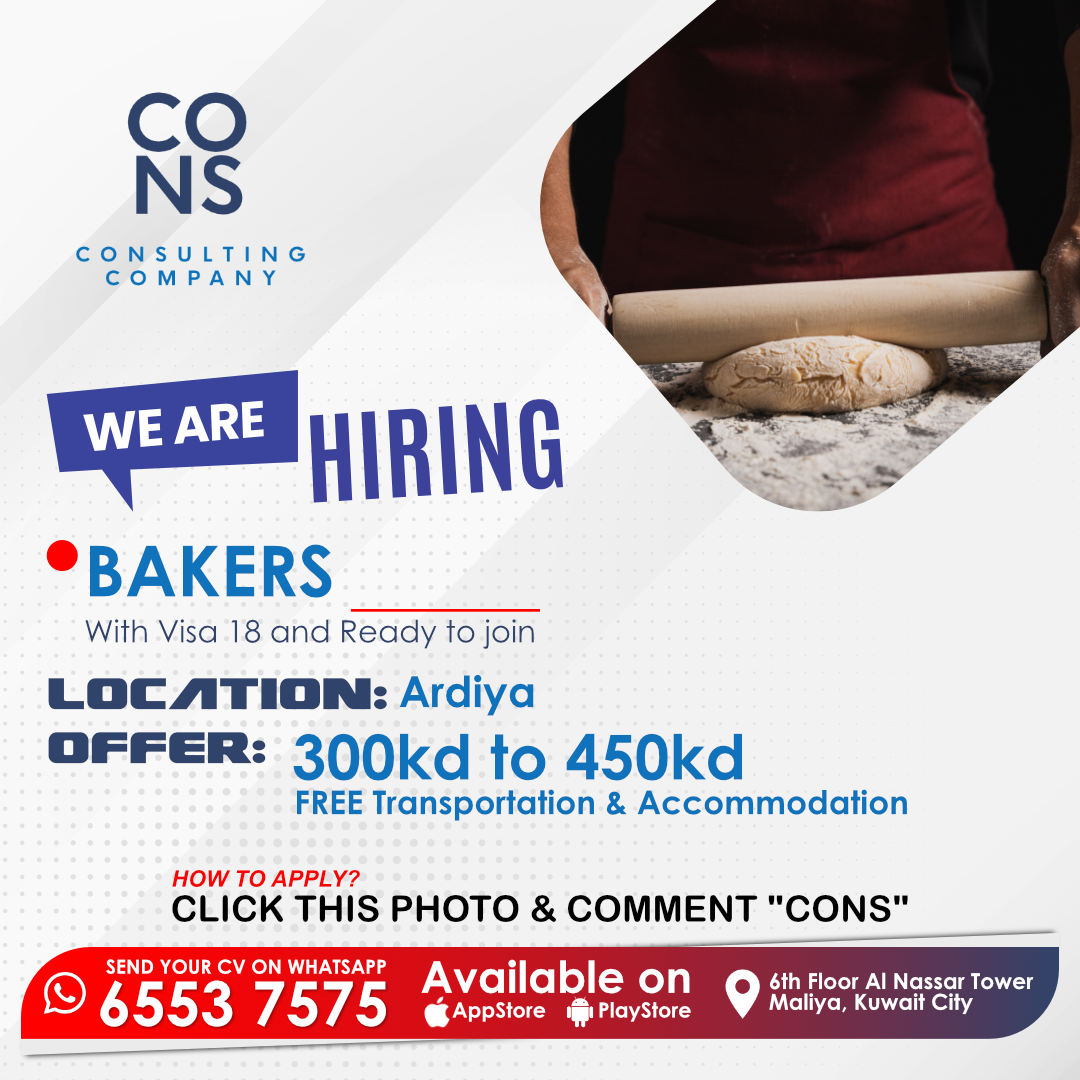 CO
NS
CONSULTING
COMPANY
WE ARE
HIRING
BAKERS
With Visa 18 and Ready to join
LOCATION: Ardiya
OFFER: 300kd to 450kd
FREE Transportation & Accommodation
HOW TO APPLY?
CLICK THIS PHOTO & COMMENT "CONS"
SEND YOUR CV ON WHATSAPP
6553 7575
Available on
AppStore PlayStore
6th Floor Al Nassar Tower
Maliya, Kuwait City